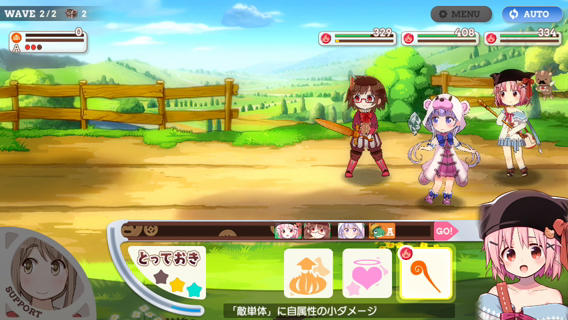 WAVE 2/2 2
MENU
AUTO
0
329
408
334
A
A
GO!
とっておき
SUPPORT
「敵単体」に自属性の小ダメージ